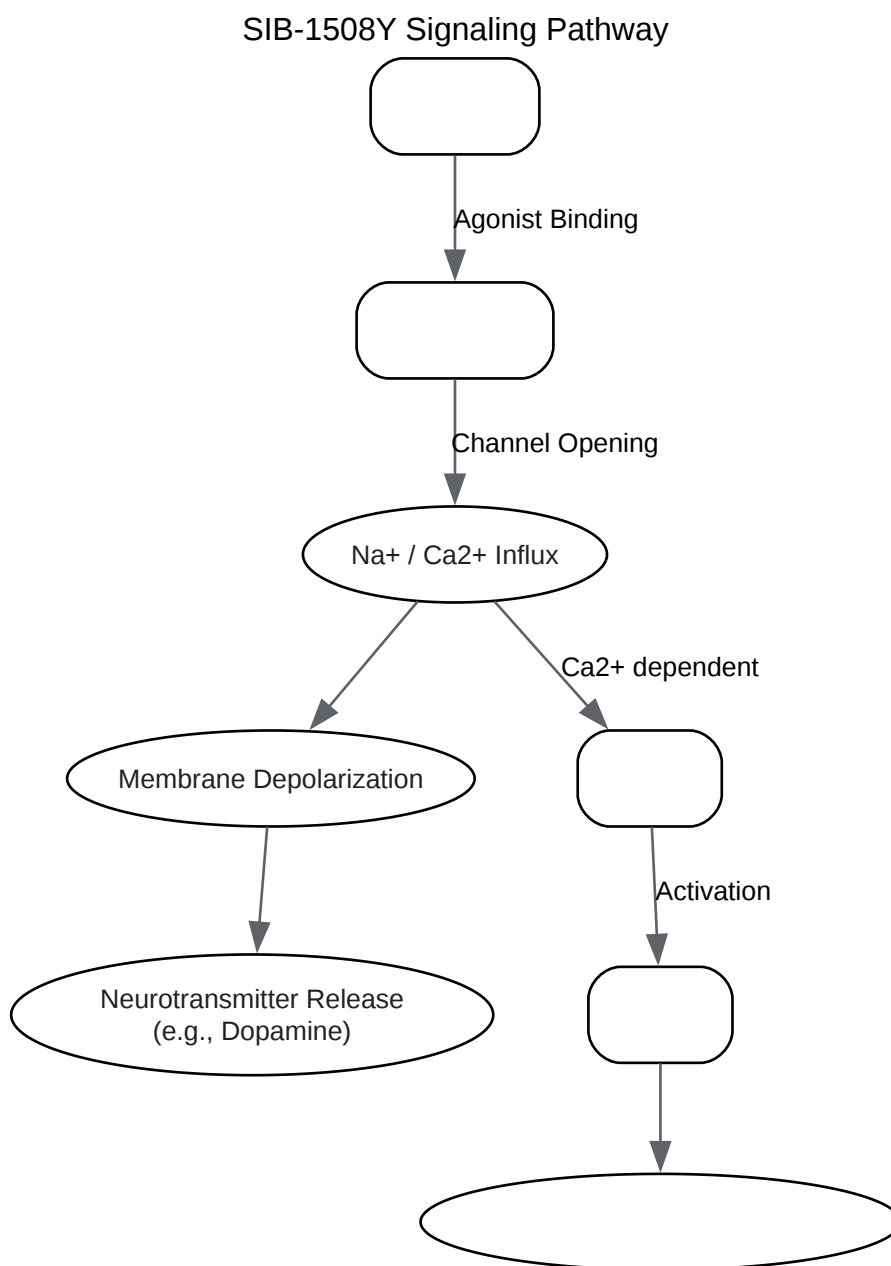 SIB-1508Y Signaling Pathway
Agonist Binding
Channel Opening
Na+ / Ca2+ Influx
Ca2+ dependent
Membrane Depolarization
Activation
Neurotransmitter Release
(e.g., Dopamine)